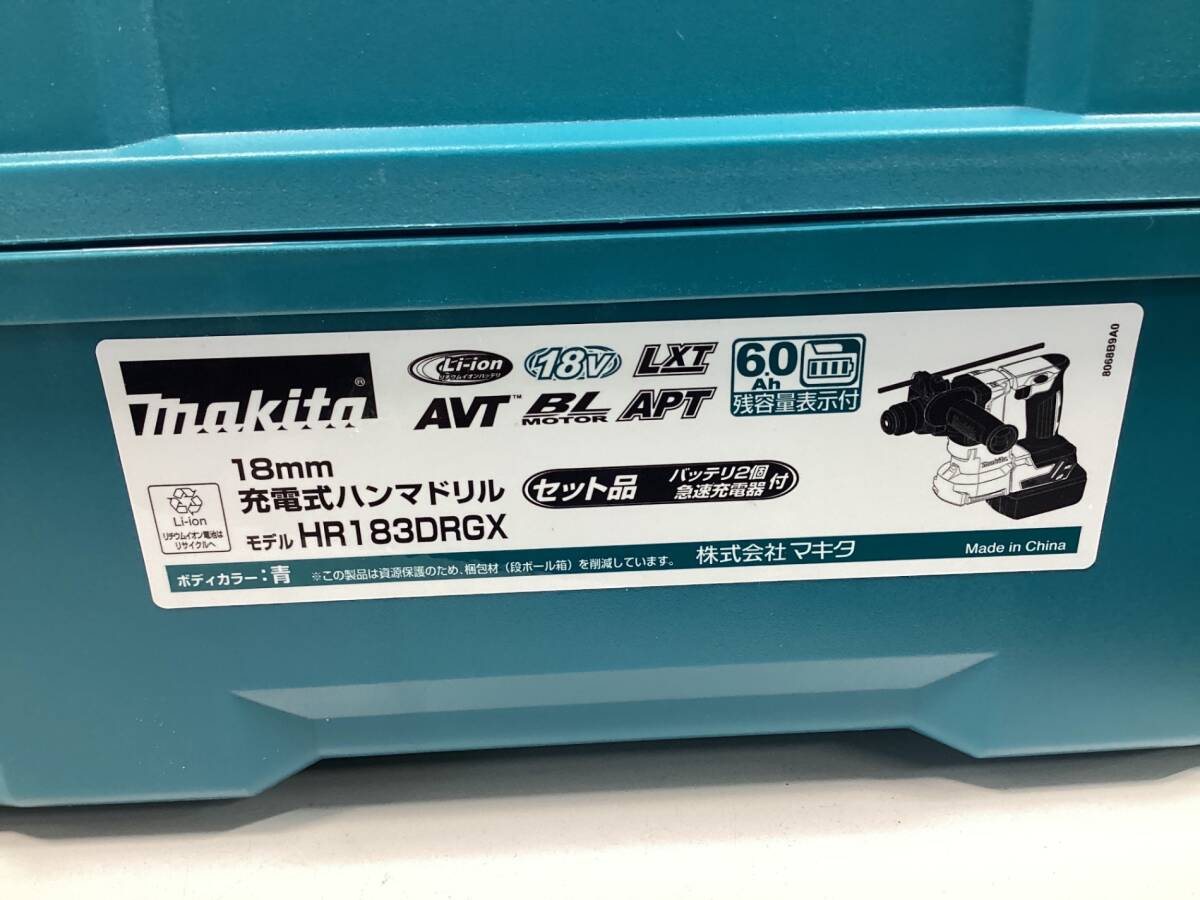 makita®
Li-ion
リチウムイオンバッテリ
18V
LXT
AVT™
BL
MOTOR
APT
6.0
Ah
残容量表示付
18mm
充電式ハンマドリル
モデル HR183DRGX
セット品
バッテリ2個
急速充電器
付
Li-ion
リチウムイオン電池は
リサイクルへ
makita
8068B9A0
ボディカラー：青
※この製品は資源保護のため、梱包材（段ボール箱）を削減しています。
株式会社 マキタ
Made in China